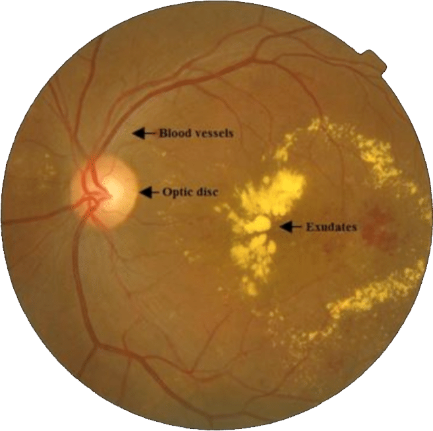 Blood vessels
Optic disc
Exudates